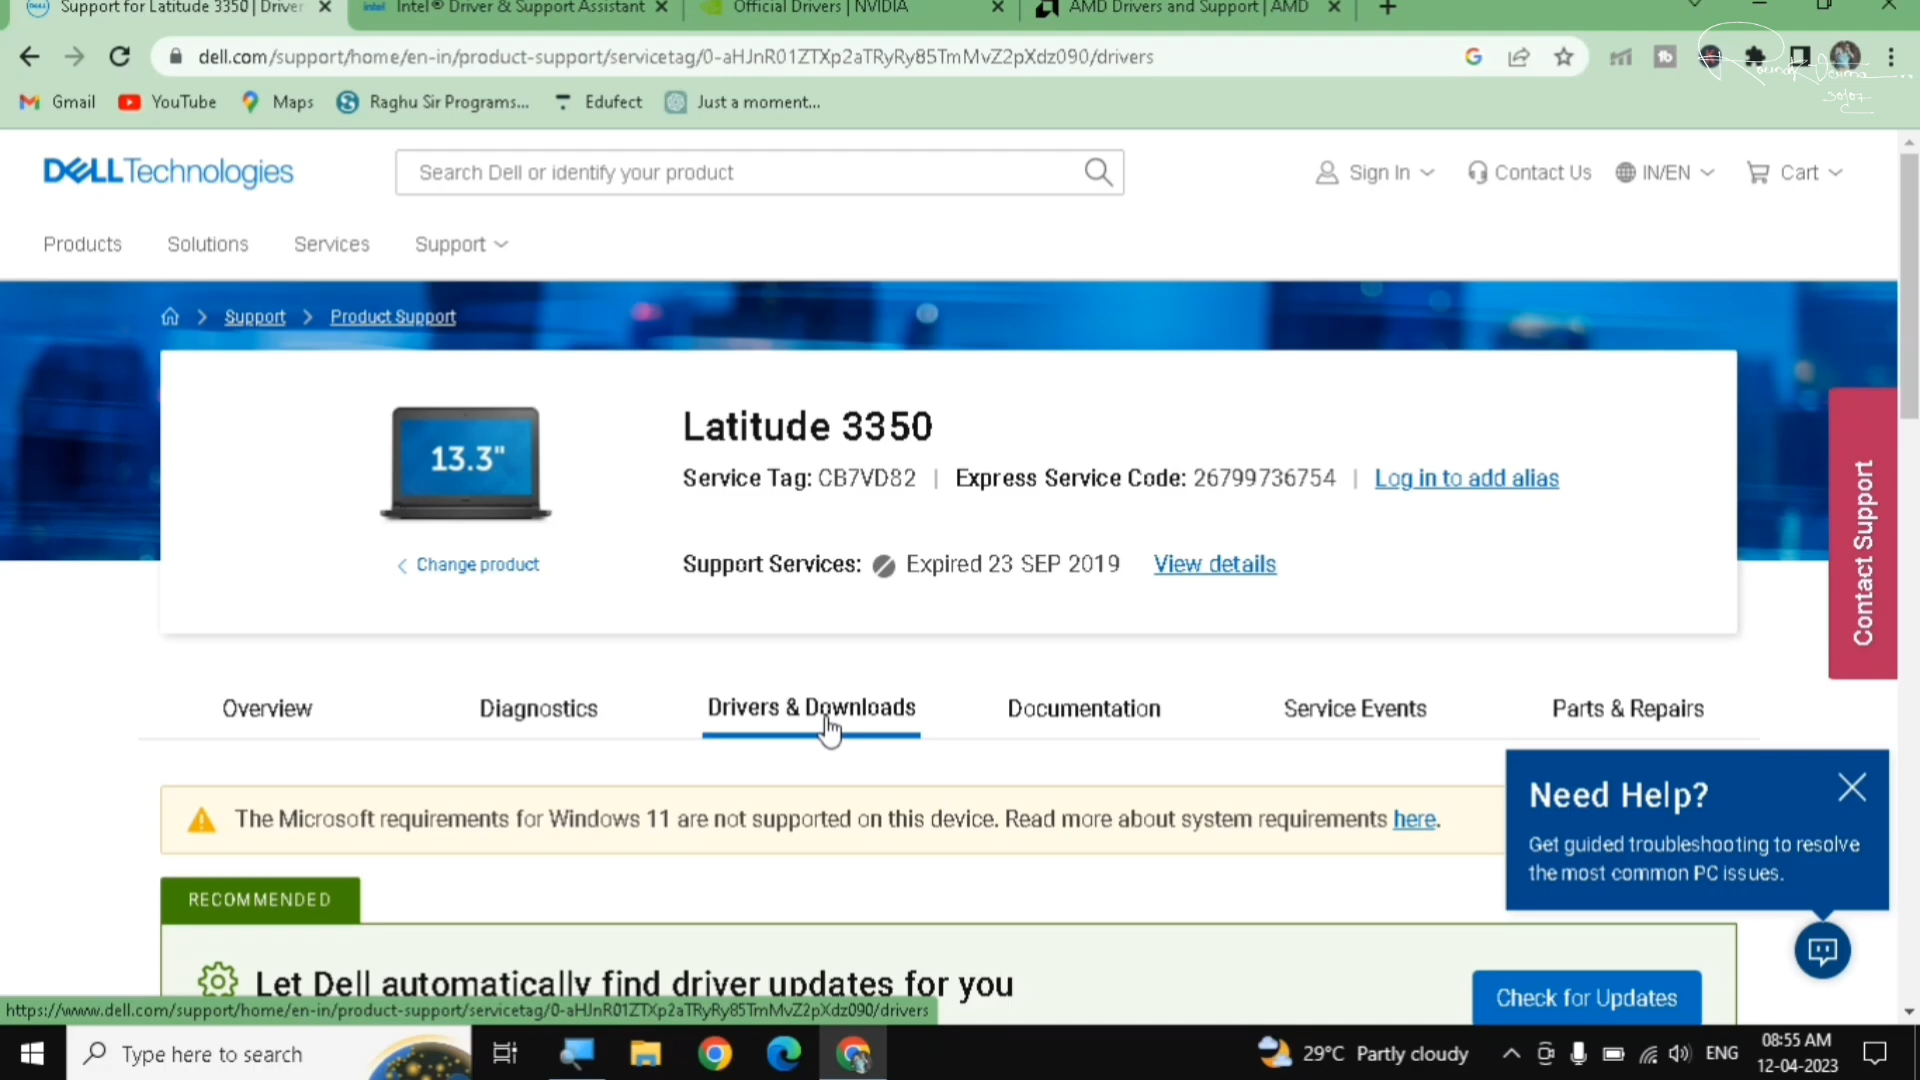 Support for Latitude 3350 | Driver
intel Intel® Driver & Support Assistant
Official Drivers | NVIDIA
AMD Drivers and Support | AMD
dell.com/support/home/en-in/product-support/servicetag/0-aHJnR01ZTXp2aTRyRy85TmMvZ2pXdz090/drivers
Gmail YouTube Maps Raghu Sir Programs... Edufect Just a moment...
DELL Technologies
Search Dell or identify your product
Sign In Contact Us IN/EN Cart
Products Solutions Services Support
Support > Product Support
13.3"
Latitude 3350
Service Tag: CB7VD82 | Express Service Code: 26799736754 | Log in to add alias
Change product
Support Services: Expired 23 SEP 2019 View details
Contact Support
Overview Diagnostics Drivers & Downloads Documentation Service Events Parts & Repairs
The Microsoft requirements for Windows 11 are not supported on this device. Read more about system requirements here.
Need Help?
Get guided troubleshooting to resolve
the most common PC issues.
RECOMMENDED
Let Dell automatically find driver updates for you
Check for Updates
https://www.dell.com/support/home/en-in/product-support/servicetag/0-aHJnR01ZTXp2aTRyRy85TmMvZ2pXdz090/drivers
Type here to search
29°C Partly cloudy
ENG
08:55 AM
12-04-2023